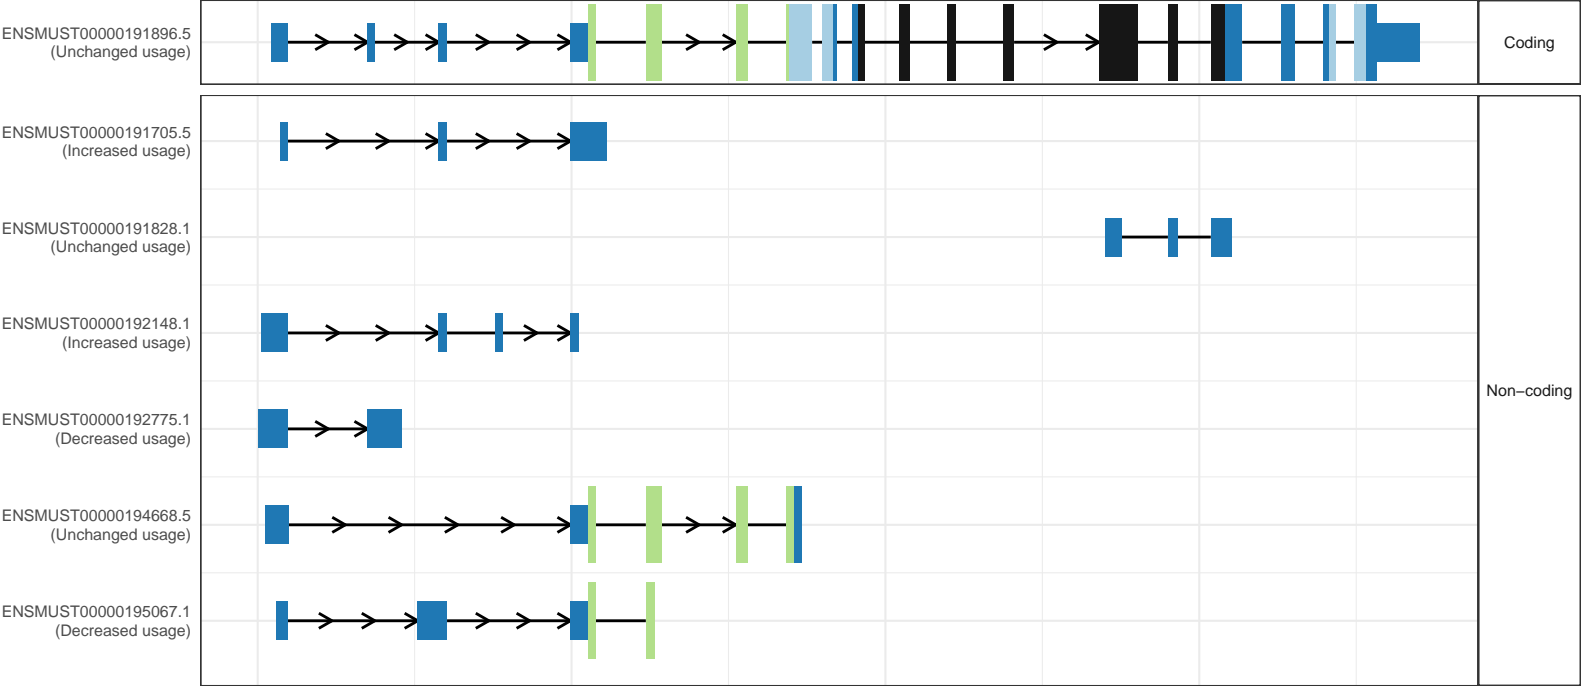 ENSMUST00000191896.5
(Unchanged usage)
Coding
ENSMUST00000191705.5
(Increased usage)
ENSMUST00000191828.1
(Unchanged usage)
ENSMUST00000192148.1
(Increased usage)
Non−coding
ENSMUST00000192775.1
(Decreased usage)
ENSMUST00000194668.5
(Unchanged usage)
ENSMUST00000195067.1
(Decreased usage)